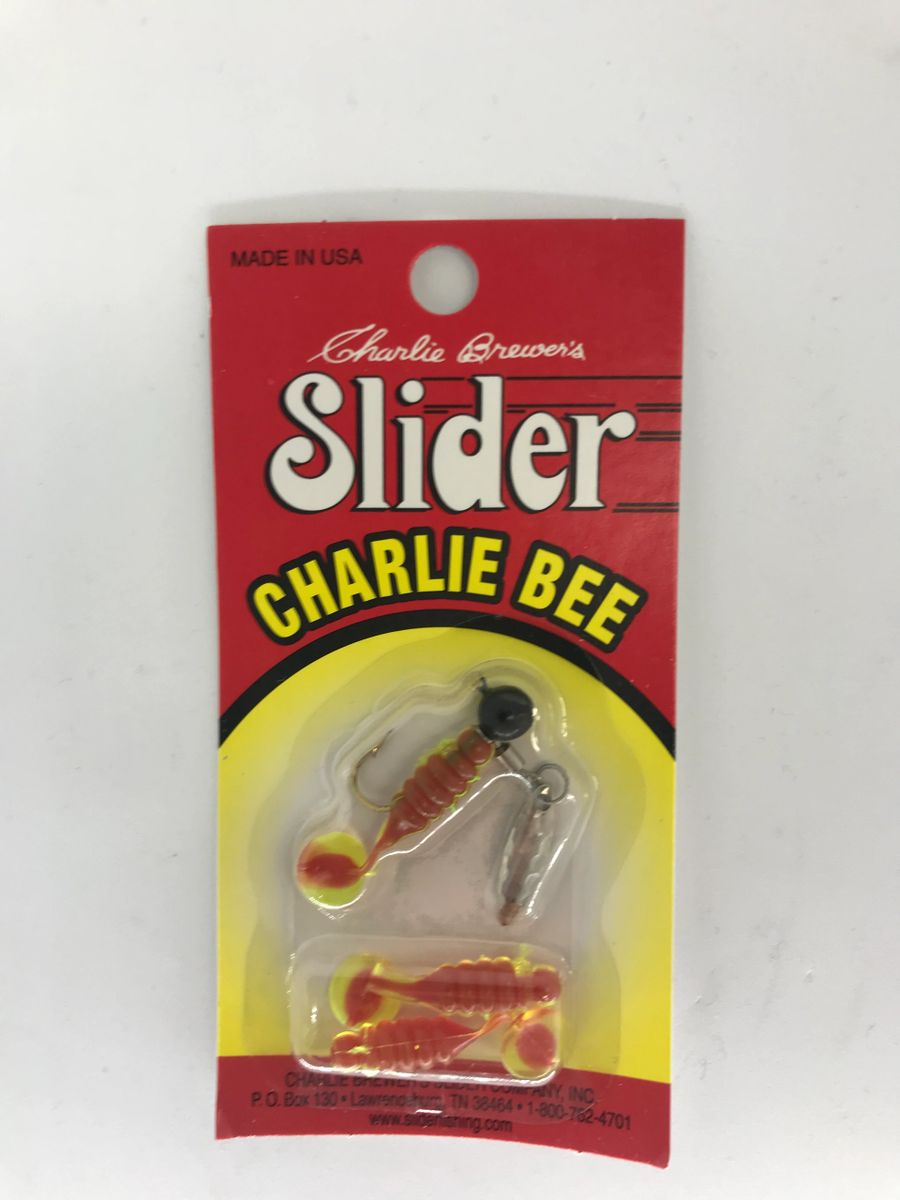 MADE IN USA
Charlie Brewer's
Slider
CHARLIE BEE
CHARLIE BREWER'S SLIDER COMPANY, INC.
P.O. Box 130 • Lawrenceburg, TN 38464 • 1-800-762-4701
www.sliderfishing.com